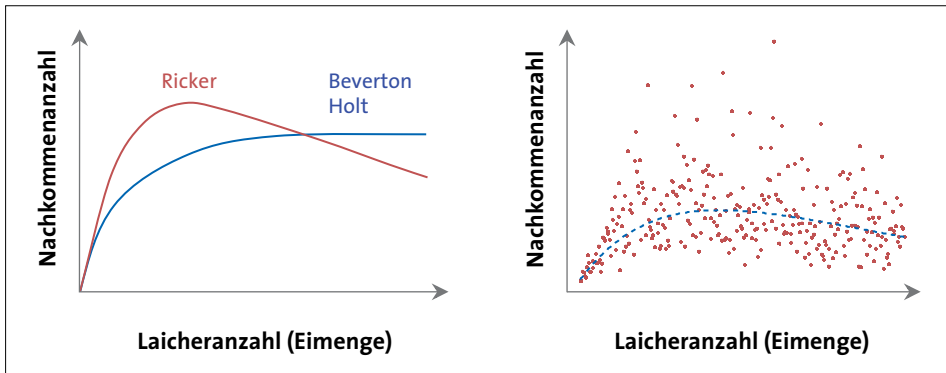 Nachkommenanzahl
Ricker
Beverton
Holt
Laicheranzahl (Eimenge)
Nachkommenanzahl
Laicheranzahl (Eimenge)